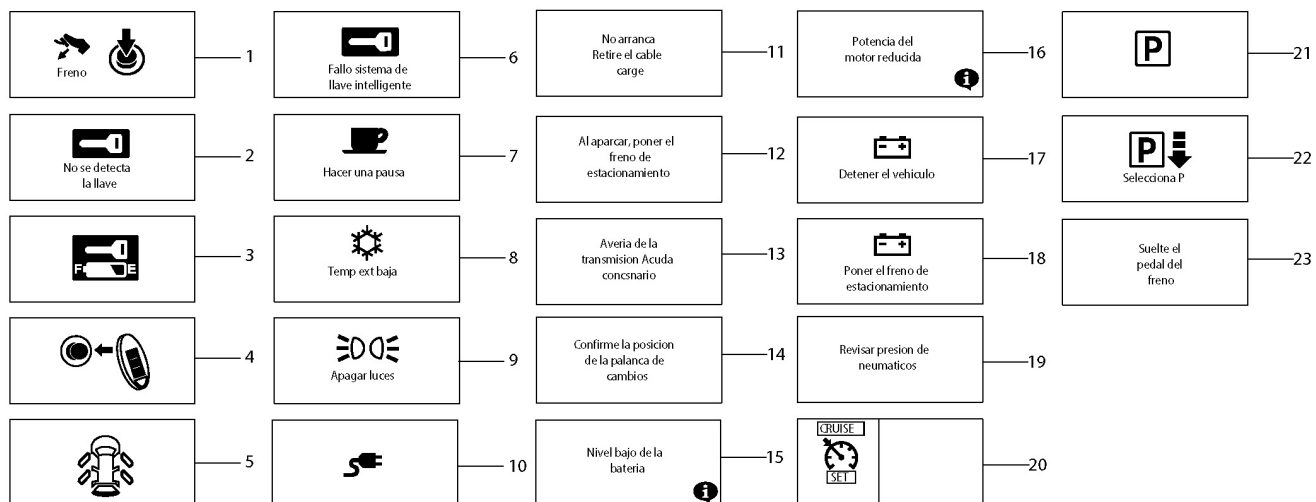 Freno
1
No se detecta
la llave
2
F E
3
4
5
Fallo sistema de
llave intelligente
6
Hacer una pausa
7
Temp ext baja
8
Apagar luces
9
10
No arranca
Retire el cable
carge
11
Al aparcar, poner el
freno de
estacionamiento
12
Averia de la
transmision Acuda
concsnario
13
Confirme la posicion
de la palanca de
cambios
14
Nivel bajo de la
bateria
i
15
Potencia del
motor reducida
i
16
- +
Detener el vehiculo
17
- +
Poner el freno de
estacionamiento
18
Revisar presion de
neumaticos
19
CRUISE
SET
20
P
21
P
Selecciona P
22
Suelte el
pedal del
freno
23